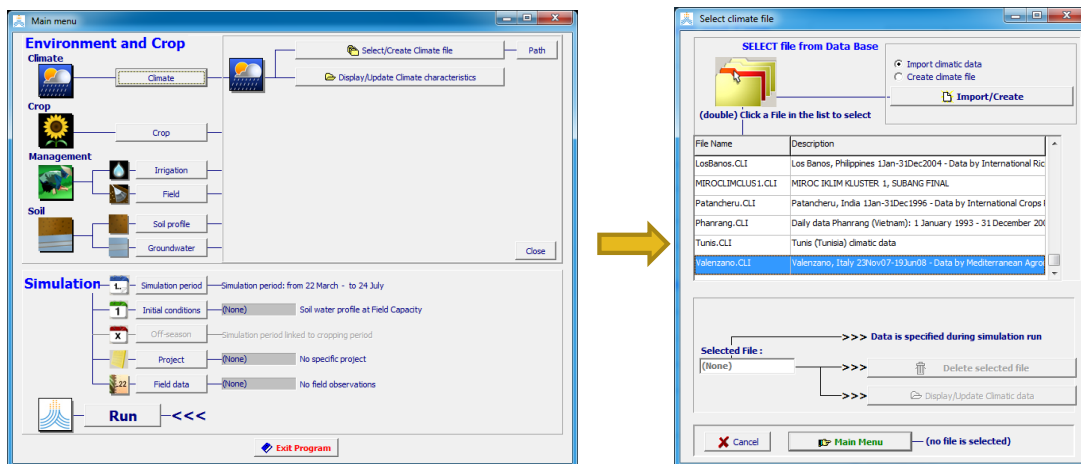 Main menu
Environment and Crop
Climate
Climate
Select/Create Climate file
Path
Display/Update Climate characteristics
Crop
Crop
Management
Irrigation
Field
Soil
Soil profile
Groundwater
Close
Simulation
1.. Simulation period Simulation period: from 22 March - to 24 July
1 Initial conditions (None) Soil water profile at Field Capacity
X Off-season Simulation period linked to cropping period
Project (None) No specific project
..22 Field data (None) No field observations
Run <<<
Exit Program
Select climate file
SELECT file from Data Base
Import climatic data
Create climate file
Import/Create
(double) Click a File in the list to select
File Name Description
LosBanos.CLI Los Banos, Philippines 1Jan-31Dec2004 - Data by International Ric
MIROCLIMCLUS1.CLI MIROC IKLIM KLUSTER 1, SUBANG FINAL
Patancheru.CLI Patancheru, India 1Jan-31Dec1996 - Data by International Crops
Phanrang.CLI Daily data Phanrang (Vietnam): 1 January 1993 - 31 December 200
Tunis.CLI Tunis (Tunisia) climatic data
Valenzano.CLI Valenzano, Italy 23Nov07-19Jun08 - Data by Mediterranean Agro
>>> Data is specified during simulation run
Selected File :
(None)
>>> Delete selected file
>>> Display/Update Climatic data
Cancel
Main Menu
(no file is selected)